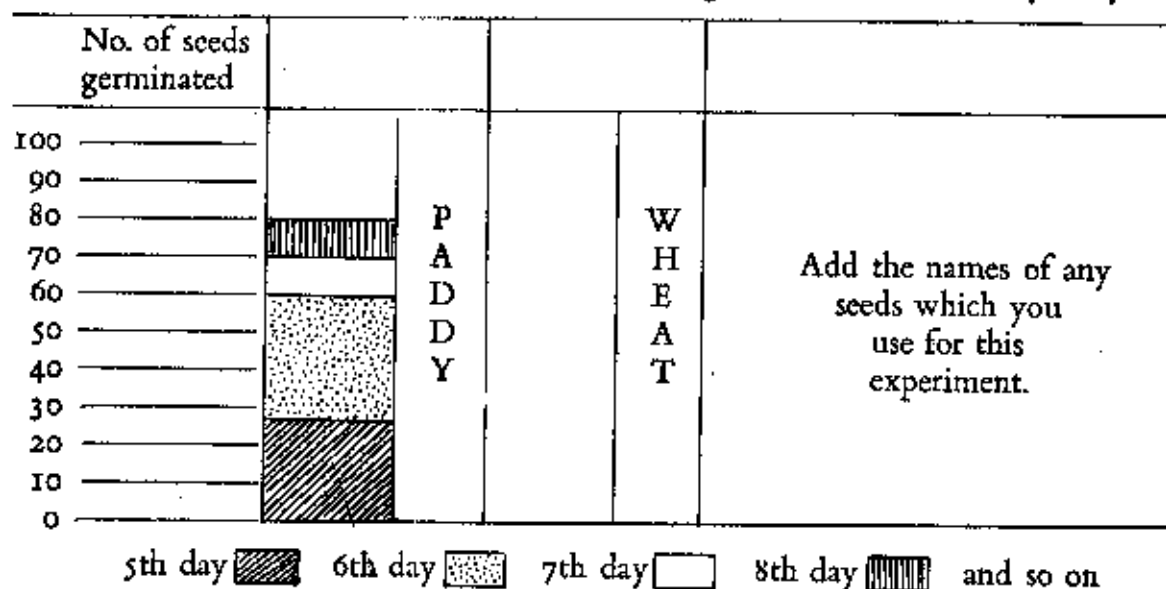 No. of seeds
germinated
100
90
80
70
60
50
40
30
20
10
0
PADDY
WHEAT
Add the names of any
seeds which you
use for this
experiment.
5th day 6th day 7th day 8th day and so on